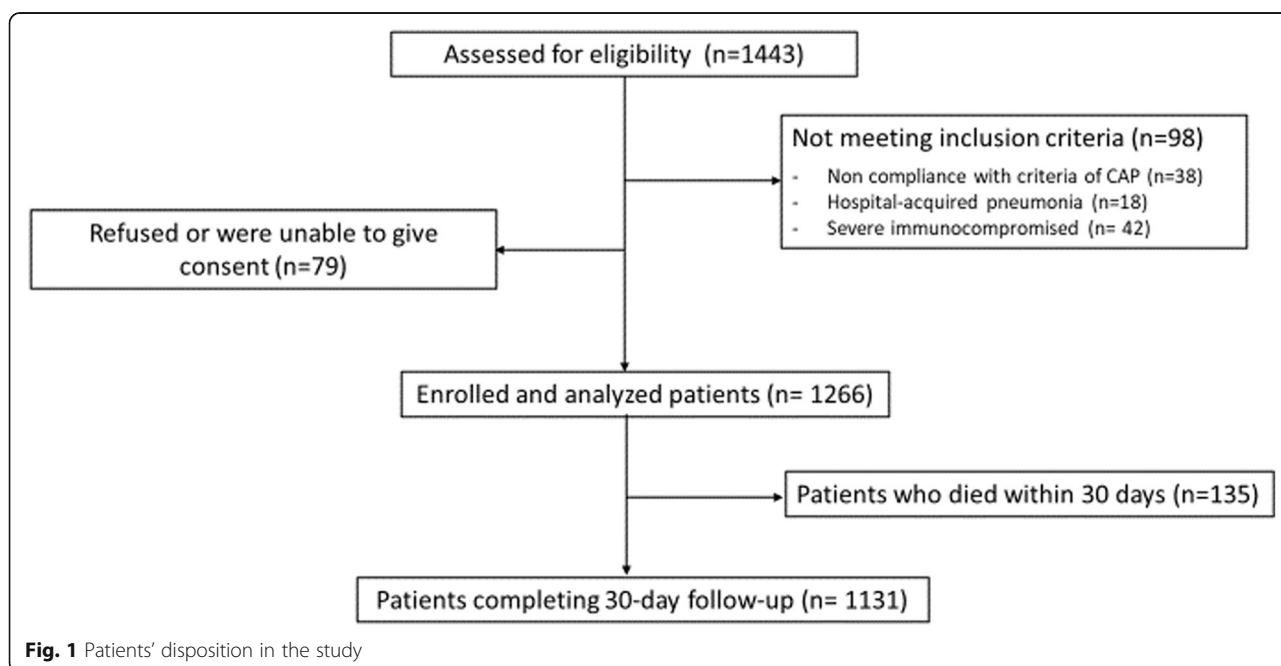 Assessed for eligibility (n=1443)
Not meeting inclusion criteria (n=98)
- Non compliance with criteria of CAP (n=38)
- Hospital-acquired pneumonia (n=18)
- Severe immunocompromised (n= 42)
Refused or were unable to give
consent (n=79)
Enrolled and analyzed patients (n= 1266)
Patients who died within 30 days (n=135)
Patients completing 30-day follow-up (n= 1131)
Fig. 1 Patients’ disposition in the study